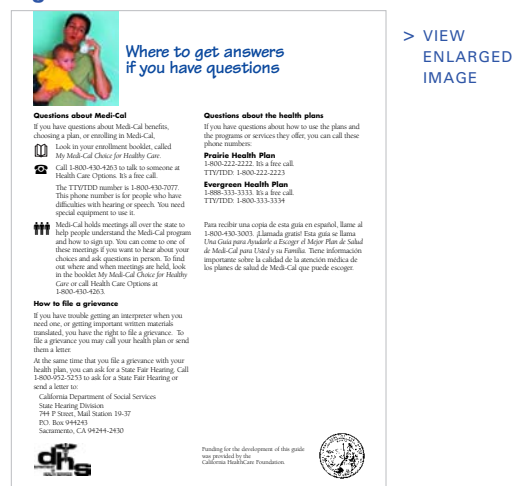 > VIEW
ENLARGED
IMAGE
Where to get answers
if you have questions
Questions about Medi-Cal
If you have questions about Medi-Cal benefits,
choosing a plan, or enrolling in Medi-Cal,
Look in your enrollment booklet, called
My Medi-Cal Choice for Healthy Care.
Call 1-800-430-4263 to talk to someone at
Health Care Options. It's a free call.
The TTY/TDD number is 1-800-430-7077.
This phone number is for people who have
difficulties with hearing or speech. You need
special equipment to use it.
Medi-Cal holds meetings all over the state to
help people understand the Medi-Cal program
and how to sign up. You can come to one of
these meetings if you want to hear about your
choices and ask questions in person. To find
out where and when meetings are held, look
in the booklet My Medi-Cal Choice for Healthy
Care or call Health Care Options at
1-800-430-4263.
How to file a grievance
If you have trouble getting an interpreter when you
need one, or getting important written materials
translated, you have the right to file a grievance. To
file a grievance you may call your health plan or send
them a letter.
At the same time that you file a grievance with your
health plan, you can ask for a State Fair Hearing. Call
1-800-952-5253 to ask for a State Fair Hearing or
send a letter to:
California Department of Social Services
State Hearing Division
744 P Street, Mail Station 19-37
P.O. Box 944243
Sacramento, CA 94244-2430
dhs
Questions about the health plans
If you have questions about how to use the plans and
the programs or services they offer, you can call these
phone numbers:
Prairie Health Plan
1-800-222-2222. It's a free call.
TTY/TDD: 1-800-222-2223
Evergreen Health Plan
1-888-333-3333. It's a free call.
TTY/TDD: 1-800-333-3334
Para recibir una copia de esta guia en español, llame al
1-800-430-3003. ¡Llamada gratis! Esta guia se llama
Una Guia para Ayudarle a Escoger el Mejor Plan de Salud
de Medi-Cal para Usted y su Familia. Tiene información
importante sobre la calidad de la atención médica de
los planes de salud de Medi-Cal que puede escoger.
Funding for the development of this guide
was provided by the
California HealthCare Foundation.